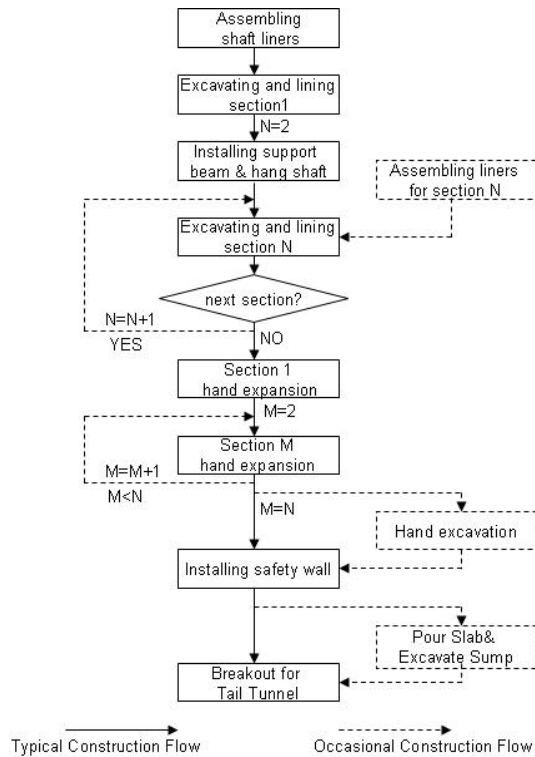 Assembling
shaft liners
Excavating and lining
section1
N=2
Installing support
beam & hang shaft
Assembling liners
for section N
Excavating and lining
section N
next section?
N=N+1
YES
NO
Section 1
hand expansion
M=2
Section M
hand expansion
M=M+1
M<N
M=N
Hand excavation
Installing safety wall
Pour Slab&
Excavate Sump
Breakout for
Tail Tunnel
Typical Construction Flow
Occasional Construction Flow